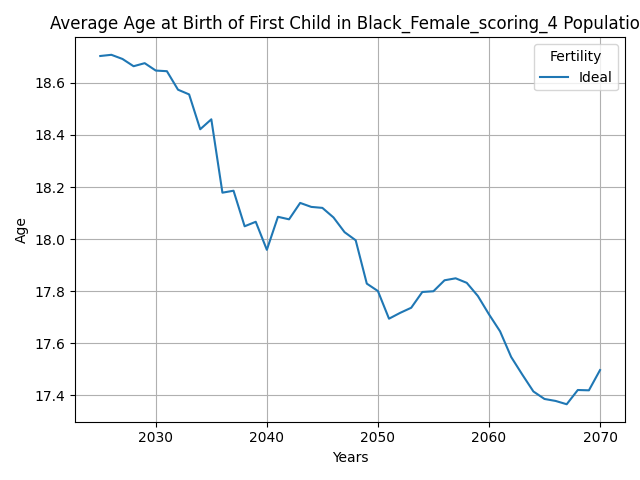 Average Age at Birth of First Child in Black_Female_scoring_4 Populatio
Fertility
Ideal
Age
18.6
18.4
18.2
18.0
17.8
17.6
17.4
2030 2040 2050 2060 2070
Years